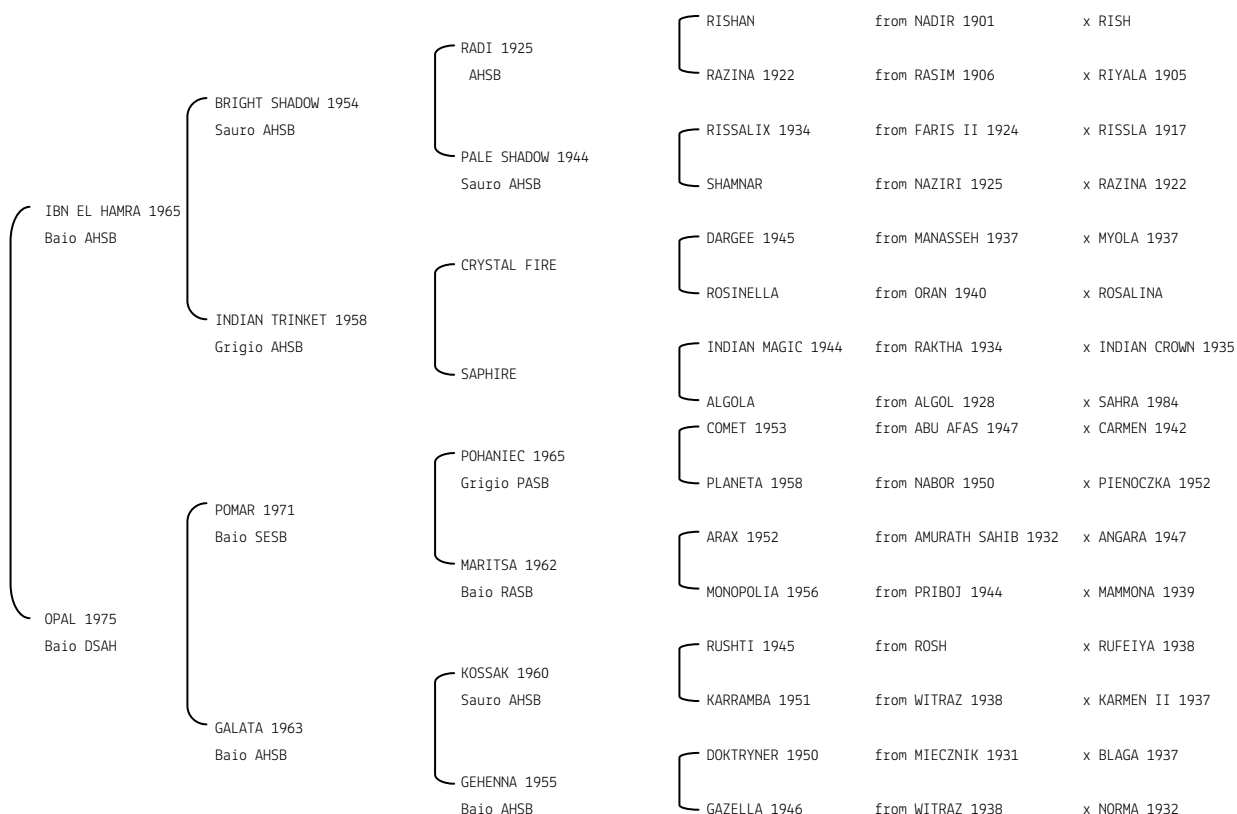 RISHAN from NADIR 1901 x RISH
RADI 1925
AHSB
RAZINA 1922 from RASIM 1906 x RIYALA 1905
BRIGHT SHADOW 1954
Sauro AHSB
RISSALIX 1934 from FARIS II 1924 x RISSLA 1917
PALE SHADOW 1944
Sauro AHSB
SHAMNAR from NAZIRI 1925 x RAZINA 1922
IBN EL HAMRA 1965
Baio AHSB
DARGEE 1945 from MANASSEH 1937 x MYOLA 1937
CRYSTAL FIRE
ROSINELLA from ORAN 1940 x ROSALINA
INDIAN TRINKET 1958
Grigio AHSB
INDIAN MAGIC 1944 from RAKTHA 1934 x INDIAN CROWN 1935
SAPHIRE
ALGOLA from ALGOL 1928 x SAHRA 1984
COMET 1953 from ABU AFAS 1947 x CARMEN 1942
POHANIEC 1965
Grigio PASB
PLANETA 1958 from NABOR 1950 x PIENOCZKA 1952
POMAR 1971
Baio SESB
ARAX 1952 from AMURATH SAHIB 1932 x ANGARA 1947
MARITSA 1962
Baio RASB
MONOPOLIA 1956 from PRIBOJ 1944 x MAMMONA 1939
OPAL 1975
Baio DSAH
RUSHTI 1945 from ROSH x RUFEIYA 1938
KOSSAK 1960
Sauro AHSB
KARRAMBA 1951 from WITRAZ 1938 x KARMEN II 1937
GALATA 1963
Baio AHSB
DOKTRYNER 1950 from MIECZNIK 1931 x BLAGA 1937
GEHENNA 1955
Baio AHSB
GAZELLA 1946 from WITRAZ 1938 x NORMA 1932